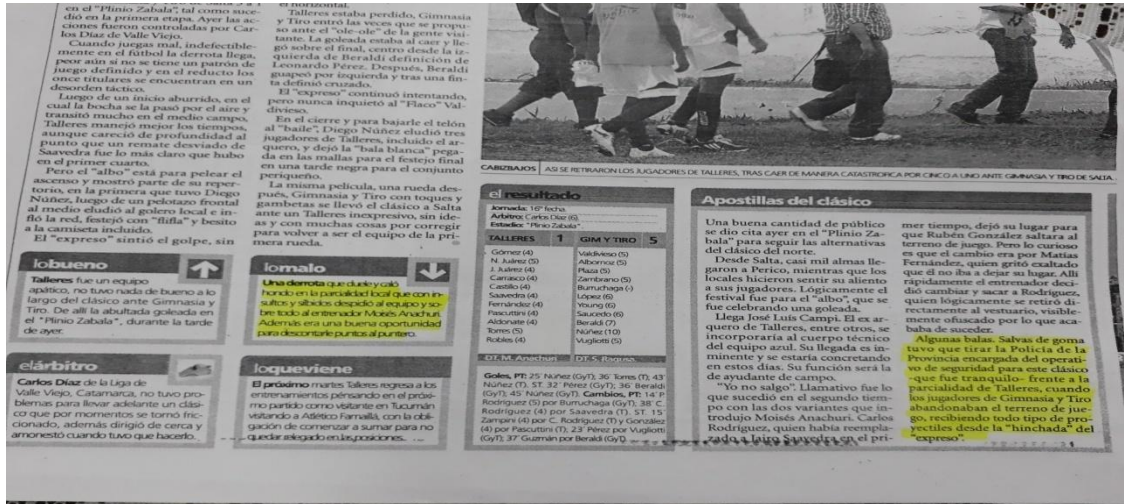 en el "Plinio Zabala", tal como suce-
dió en la primera etapa. Ayer las ac-
ciones fueron controladas por Car-
los Díaz de Valle Viejo.
Cuando juegas mal, indefectible-
mente en el fútbol la derrota llega,
peor aún si no se tiene un patrón de
juego definido y en el reducto los
once titulares se encuentran en un
desorden táctico.
Luego de un inicio aburrido, en el
cual la bocha se la pasó por el aire y
transitó mucho en el medio campo,
Talleres manejó mejor los tiempos,
aunque careció de profundidad al
punto que un remate desviado de
Saavedra fue lo más claro que hubo
en el primer cuarto.
Pero el "albo" está para pelear el
ascenso y mostró parte de su reper-
torio, en la primera que tuvo Diego
Núñez, luego de un pelotazo frontal
al medio eludió al golero local e in-
fló la red, festejó con "flifla" y besito
a la camiseta incluido.
El "expreso" sintió el golpe, sin
el horizontal.
Talleres estaba perdido, Gimnasia
y Tiro entró las veces que se propu-
so ante el "ole-ole" de la gente visi-
tante. La goleada estaba al caer y lle-
gó sobre el final, centro desde la iz-
quierda de Beraldi definición de
Leonardo Pérez. Después, Beraldi
guapeó por izquierda y tras una fin-
ta definió cruzado.
El "expreso" continuó intentando,
pero nunca inquietó al "Flaco" Val-
divieso.
En el cierre y para bajarle el telón
al "baile", Diego Núñez eludió tres
jugadores de Talleres, incluido el ar-
quero, y dejó la "bala blanca" pega-
da en las mallas para el festejo final
en una tarde negra para el conjunto
periqueño.
La misma película, una rueda des-
pués, Gimnasia y Tiro con toques y
gambetas se llevó el clásico a Salta
ante un Talleres inexpresivo, sin ide-
as y con muchas cosas por corregir
para volver a ser el equipo de la pri-
mera rueda.
CABIZBAJOS ASI SE RETIRARON LOS JUGADORES DE TALLERES, TRAS CAER DE MANERA CATASTROFICA POR CINCO A UNO ANTE GIMNASIA Y TIRO DE SALTA.
lobueno
Talleres fue un equipo
apático, no tuvo nada de bueno a lo
largo del clásico ante Gimnasia y
Tiro. De allí la abultada goleada en
el "Plinio Zabala", durante la tarde
de ayer.
lomalo
Una derrota que duele y caló
hondo en la parcialidad local que con in-
sultos y silbidos despidió al equipo y so-
bre todo al entrenador Moisés Anachuri.
Además era una buena oportunidad
para descontarle puntos al puntero.
elárbitro
Carlos Díaz de la Liga de
Valle Viejo, Catamarca, no tuvo pro-
blemas para llevar adelante un clási-
co que por momentos se tornó fric-
cionado, además dirigió de cerca y
amonestó cuando tuvo que hacerlo.
loqueviene
El próximo martes Talleres regresa a los
entrenamientos pensando en el próxi-
mo partido como visitante en Tucumán
visitando a Atlético Famaillá, con la obli-
gación de comenzar a sumar para no
quedar relegado en las posiciones.
el resultado
Jornada: 16ª fecha.
Arbitro: Carlos Díaz (6).
Estadio: "Plinio Zabala".
TALLERES 1 GIM Y TIRO 5
Gómez (4) Valdivieso (5)
N. Juárez (5) Albornoz (5)
J. Juárez (4) Plaza (5)
Carrasco (4) Zambrano (5)
Castillo (4) Burruchaga (-)
Saavedra (4) López (6)
Fernández (4) Young (6)
Pascuttini (4) Saucedo (6)
Aldonate (4) Beraldi (7)
Torres (5) Núñez (10)
Robles (4) Vuglioti (5)
DT. M. Anachuri DT. S. Ragusa
Goles, PT: 25' Núñez (GyT); 36' Torres (T); 43'
Núñez (T). ST. 32' Pérez (GyT); 36' Beraldi
(GyT); 45' Núñez (GyT). Cambios, PT: 14' P.
Rodríguez (5) por Burruchaga (GyT); 38' C.
Rodríguez (4) por Saavedra (T). ST. 15'
Zampini (4) por C. Rodríguez (T) y González
(4) por Pascuttini (T); 23' Pérez por Vuglioti
(GyT); 37' Guzmán por Beraldi (GyT).
Apostillas del clásico
Una buena cantidad de público
se dio cita ayer en el "Plinio Za-
bala" para seguir las alternativas
del clásico del norte.
Desde Salta, casi mil almas lle-
garon a Perico, mientras que los
locales hicieron sentir su aliento
a sus jugadores. Lógicamente el
festival fue para el "albo", que se
fue celebrando una goleada.
Llega José Luis Campi. El ex ar-
quero de Talleres, entre otros, se
incorporaría al cuerpo técnico
del equipo azul. Su llegada es in-
minente y se estaría concretando
en estos días. Su función será la
de ayudante de campo.
"Yo no salgo". Llamativo fue lo
que sucedió en el segundo tiem-
po con las dos variantes que in-
trodujo Moisés Anachuri. Carlos
Rodríguez, quien había reempla-
zado a Jairo Saavedra en el pri-
mer tiempo, dejó su lugar para
que Rubén González saltara al
terreno de juego. Pero lo curioso
es que el cambio era por Matías
Fernández, quien gritó exaltado
que él no iba a dejar su lugar. Allí
rápidamente el entrenador deci-
dió cambiar y sacar a Rodríguez,
quien lógicamente se retiró di-
rectamente al vestuario, visible-
mente ofuscado por lo que aca-
baba de suceder.
Algunas balas. Salvas de goma
tuvo que tirar la Policía de la
Provincia encargada del operati-
vo de seguridad para este clásico
-que fue tranquilo- frente a la
parcialidad de Talleres, cuando
los jugadores de Gimnasia y Tiro
abandonaban el terreno de jue-
go, recibiendo todo tipo de pro-
yectiles desde la "hinchada" del
"expreso".